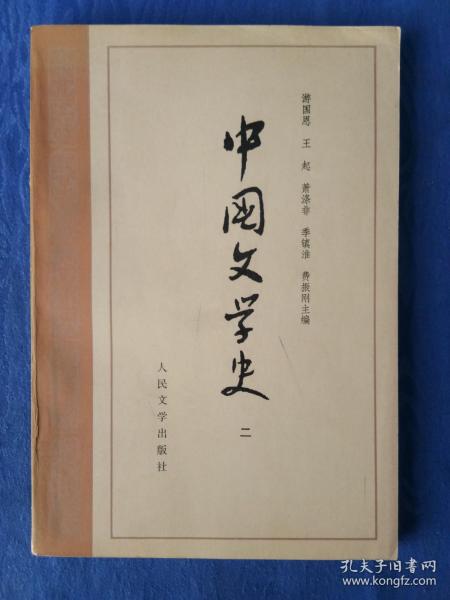 游国恩 王起 萧涤非 季镇淮 费振刚主编
中国文学史
二
人民文学出版社
孔夫子旧书网
www.kongfz.com